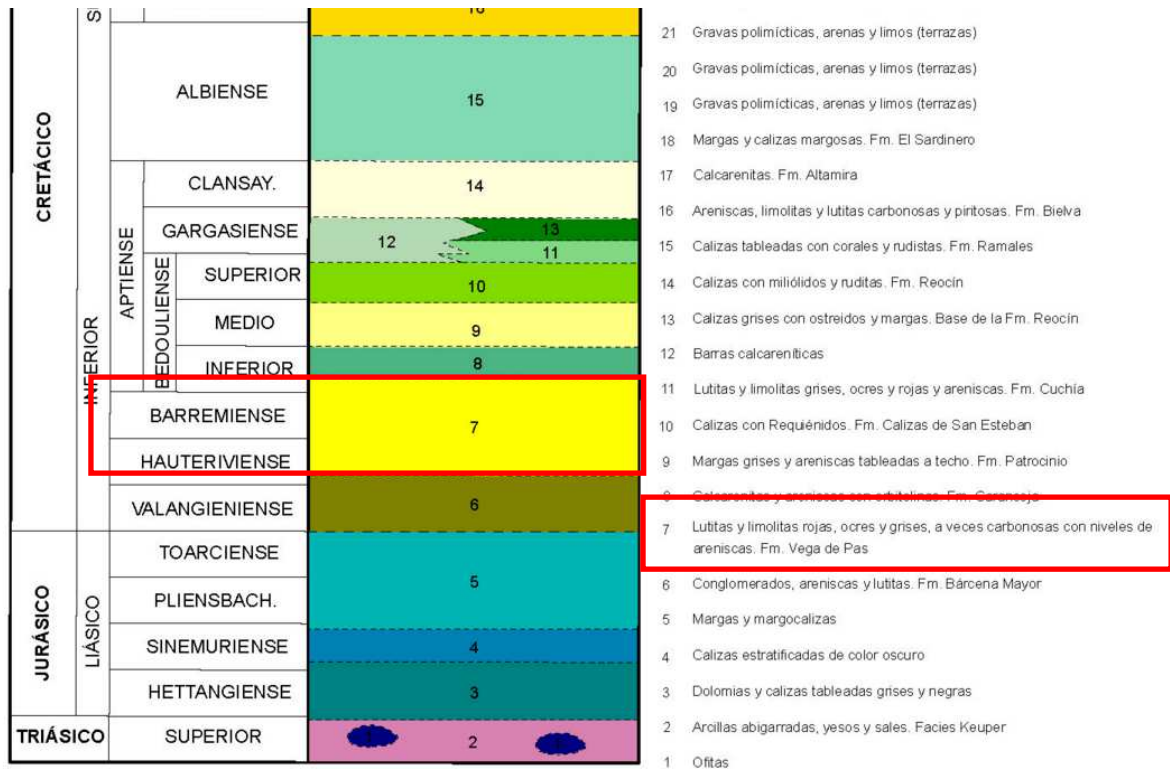 16
CRETÁCICO
INFERIOR
ALBIENSE
15
APTIENSE
CLANSAY.
14
GARGASIENSE
12
13
11
BEDOULIENSE
SUPERIOR
10
MEDIO
9
INFERIOR
8
BARREMIENSE
7
HAUTERIVIENSE
VALANGIENIENSE
6
JURÁSICO
LIÁSICO
TOARCIENSE
5
PLIENSBACH.
SINEMURIENSE
4
HETTANGIENSE
3
TRIÁSICO
SUPERIOR
2
21 Gravas polimícticas, arenas y limos (terrazas)
20 Gravas polimícticas, arenas y limos (terrazas)
19 Gravas polimícticas, arenas y limos (terrazas)
18 Margas y calizas margosas. Fm. El Sardinero
17 Calcarenitas. Fm. Altamira
16 Areniscas, limolitas y lutitas carbonosas y piritosas. Fm. Bielva
15 Calizas tableadas con corales y rudistas. Fm. Ramales
14 Calizas con miliólidos y ruditas. Fm. Reocín
13 Calizas grises con ostreidos y margas. Base de la Fm. Reocín
12 Barras calcareníticas
11 Lutitas y limolitas grises, ocres y rojas y areniscas. Fm. Cuchía
10 Calizas con Requiénidos. Fm. Calizas de San Esteban
9 Margas grises y areniscas tableadas a techo. Fm. Patrocinio
8 Calcarenitas y areniscas con orbitolinas. Fm.
7 Lutitas y limolitas rojas, ocres y grises, a veces carbonosas con niveles de
areniscas. Fm. Vega de Pas
6 Conglomerados, areniscas y lutitas. Fm. Bárcena Mayor
5 Margas y margocalizas
4 Calizas estratificadas de color oscuro
3 Dolomias y calizas tableadas grises y negras
2 Arcillas abigarradas, yesos y sales. Facies Keuper
1 Ofitas